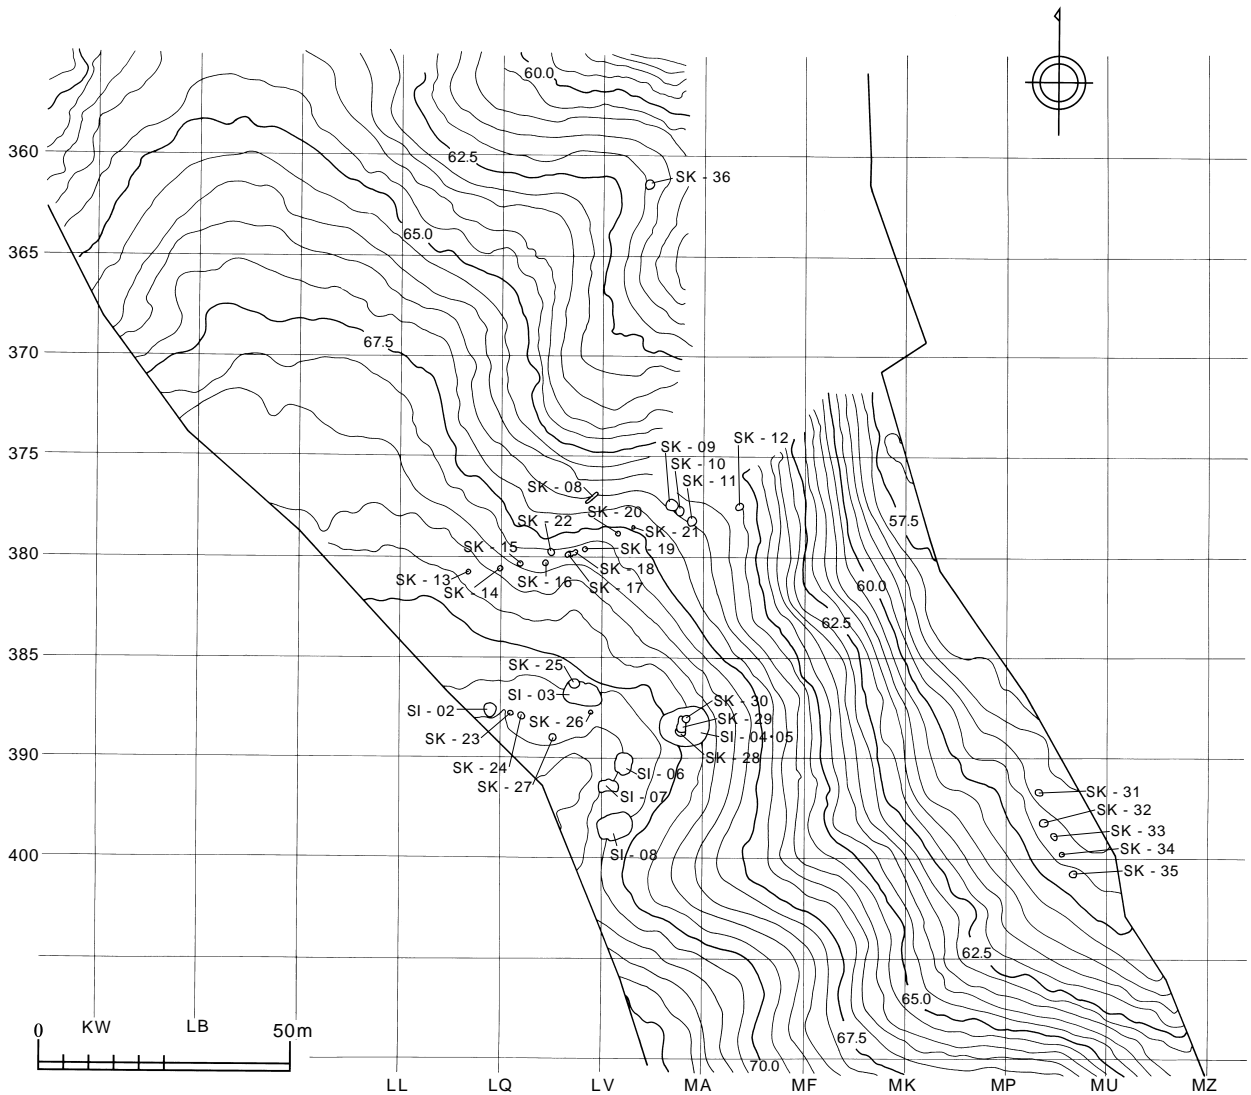 60.0
360
62.5
SK - 36
65.0
365
67.5
370
SK - 12
SK - 09
375
SK - 10
SK - 11
SK - 08
SK - 20
57.5
SK - 22
SK - 21
SK - 15
SK - 19
380
SK - 18
SK - 13
SK - 16
SK - 17
60.0
SK - 14
62.5
385
SK - 25
SI - 03
SK - 30
SI - 02
SK - 26
SK - 29
SK - 23
SI - 04・05
390
SK - 28
SK - 24
SI - 06
SK - 27
SK - 31
SI - 07
SK - 32
SK - 33
400
SI - 08
SK - 34
SK - 35
62.5
65.0
0
KW
LB
50m
67.5
70.0
LL
LQ
LV
MA
MF
MK
MP
MU
MZ